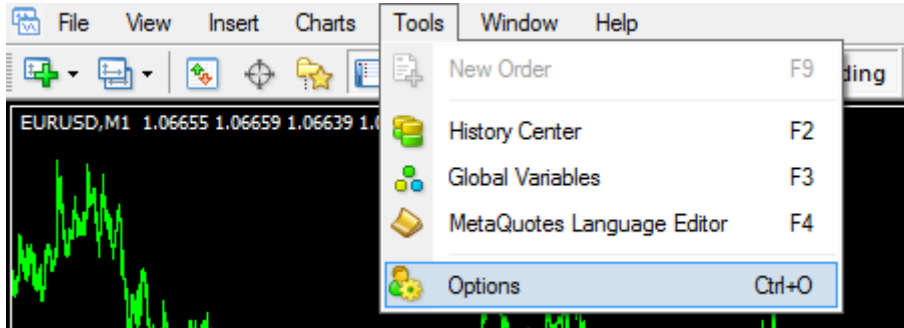 File View Insert Charts Tools Window Help
New Order F9
EURUSD,M1 1.06655 1.06659 1.06639
History Center F2
Global Variables F3
MetaQuotes Language Editor F4
Options Ctrl+O